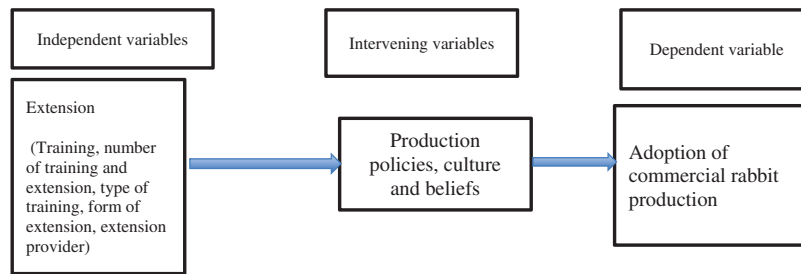 Independent variables
Intervening variables
Dependent variable
Extension
(Training, number
of training and
extension, type of
training, form of
extension, extension
provider)
Production
policies, culture
and beliefs
Adoption of
commercial rabbit
production